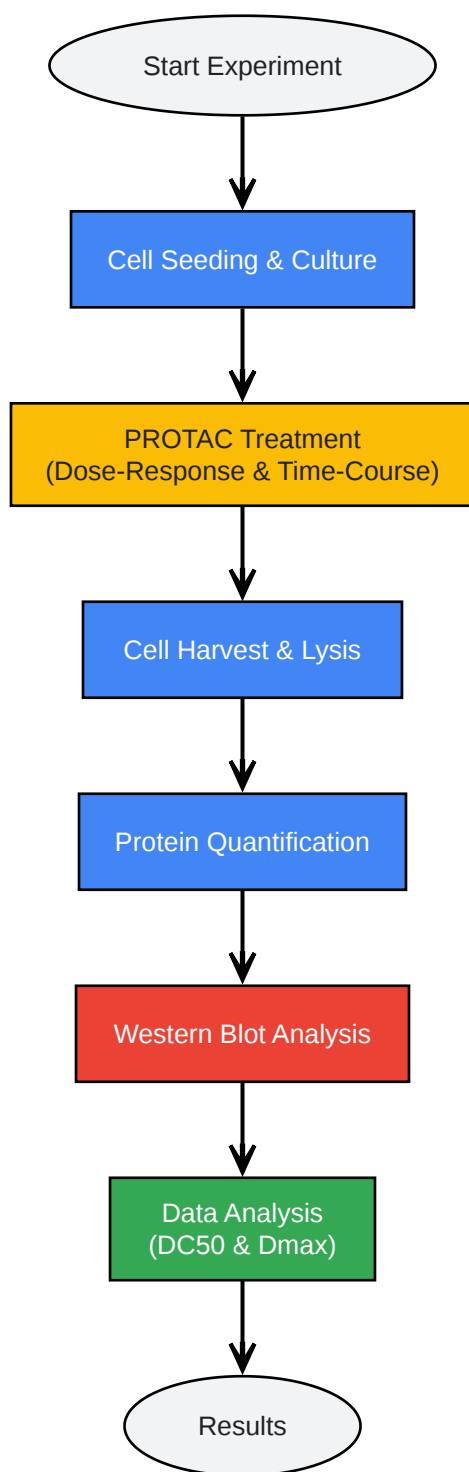 Start Experiment
Cell Seeding & Culture
PROTAC Treatment
(Dose-Response & Time-Course)
Cell Harvest & Lysis
Protein Quantification
Western Blot Analysis
Data Analysis
(DC50 & Dmax)
Results